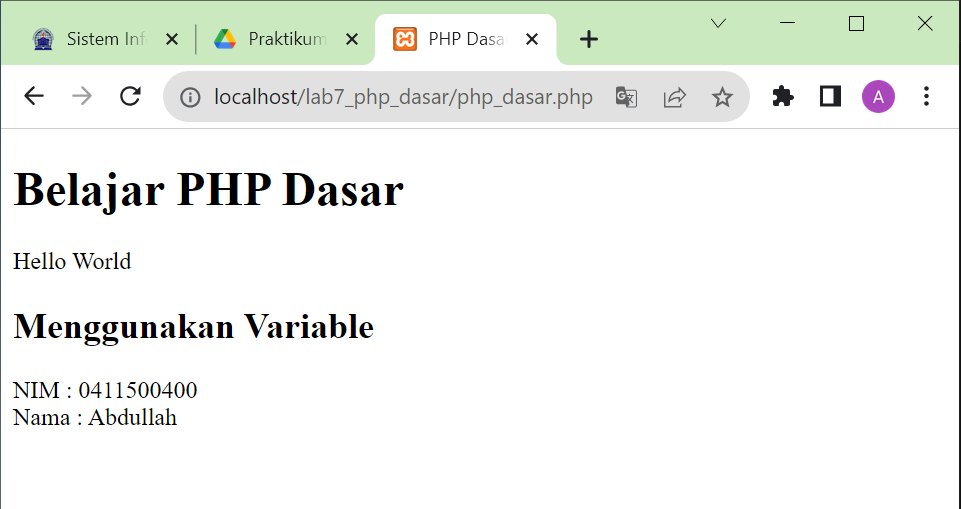 Sistem Inf
Praktikum
PHP Dasa
localhost/lab7_php_dasar/php_dasar.php
A
Belajar PHP Dasar
Hello World
Menggunakan Variable
NIM : 0411500400
Nama : Abdullah